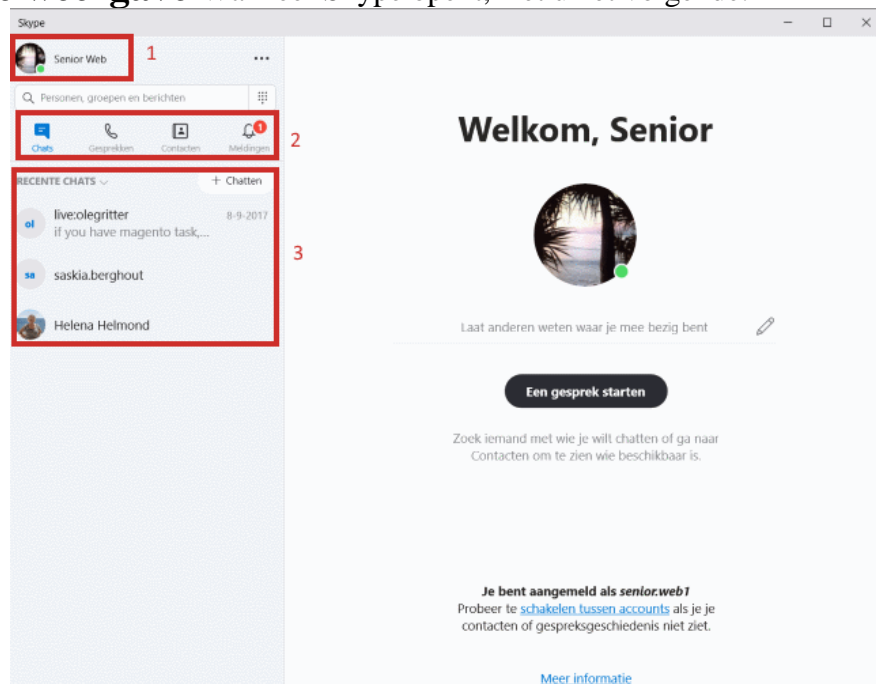 Skype
Senior Web
1
Personen, groepen en berichten
Chats
Gesprekken
Contacten
Meldingen
1
2
RECENTE CHATS
+ Chatten
ol
live:olegritter
8-9-2017
if you have magento task,...
3
sa
saskia.berghout
Helena Helmond
Welkom, Senior
Laat anderen weten waar je mee bezig bent
Een gesprek starten
Zoek iemand met wie je wilt chatten of ga naar
Contacten om te zien wie beschikbaar is.
Je bent aangemeld als senior.web1
Probeer te schakelen tussen accounts als je je
contacten of gespreksgeschiedenis niet ziet.
Meer informatie